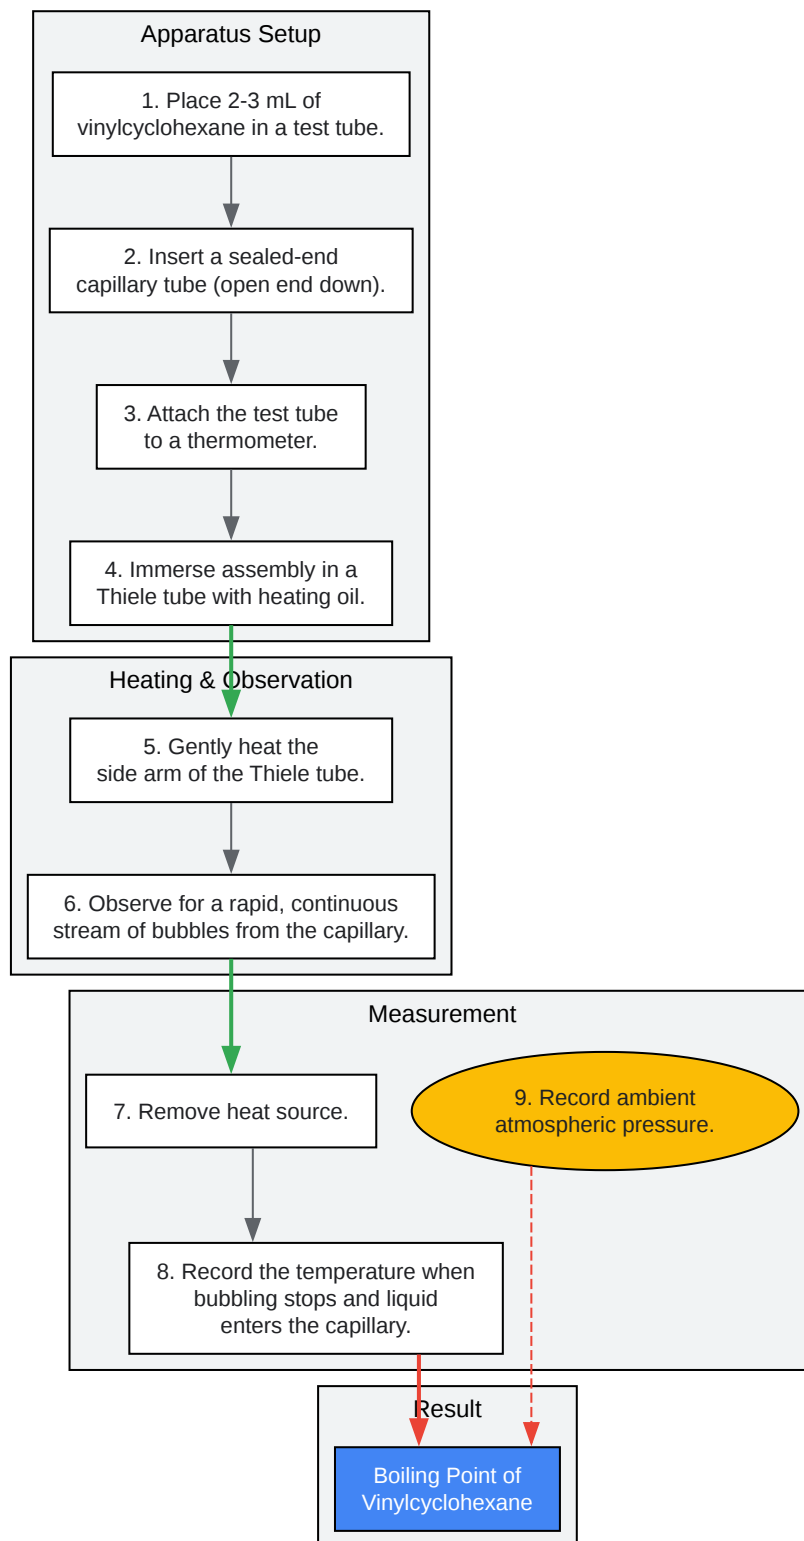 Apparatus Setup
1. Place 2-3 mL of
vinylcyclohexane in a test tube.
2. Insert a sealed-end
capillary tube (open end down).
3. Attach the test tube
to a thermometer.
4. Immerse assembly in a
Thiele tube with heating oil.
Heating & Observation
5. Gently heat the
side arm of the Thiele tube.
6. Observe for a rapid, continuous
stream of bubbles from the capillary.
Measurement
7. Remove heat source.
9. Record ambient
atmospheric pressure.
8. Record the temperature when
bubbling stops and liquid
enters the capillary.
Result
Boiling Point of
Vinylcyclohexane